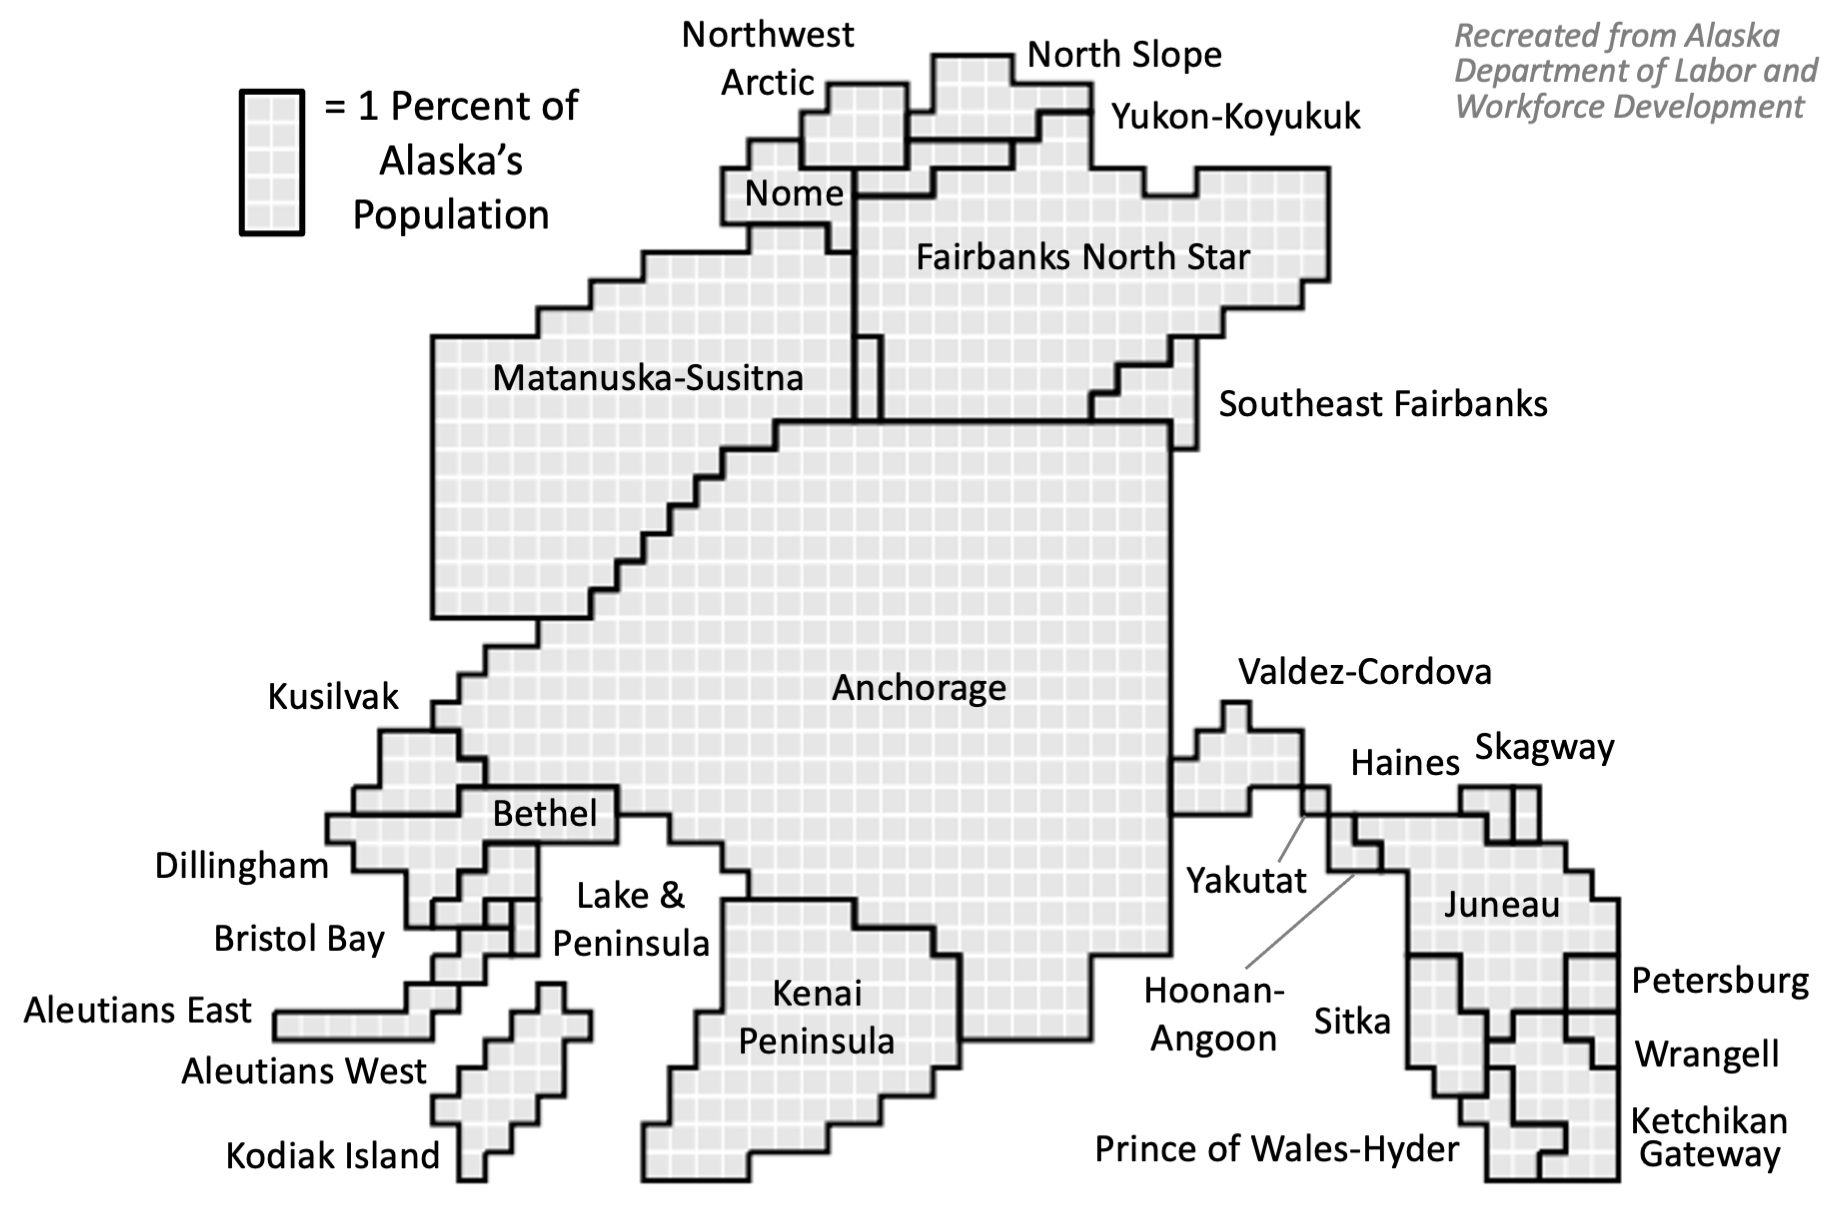 Northwest
Arctic
North Slope
Recreated from Alaska
Department of Labor and
Workforce Development
= 1 Percent of
Alaska's
Population
Yukon-Koyukuk
Nome
Fairbanks North Star
Matanuska-Susitna
Southeast Fairbanks
Anchorage
Kusilvak
Valdez-Cordova
Haines
Skagway
Bethel
Dillingham
Yakutat
Lake &
Peninsula
Juneau
Bristol Bay
Kenai
Peninsula
Hoonan-
Angoon
Sitka
Petersburg
Aleutians East
Wrangell
Aleutians West
Ketchikan
Gateway
Kodiak Island
Prince of Wales-Hyder